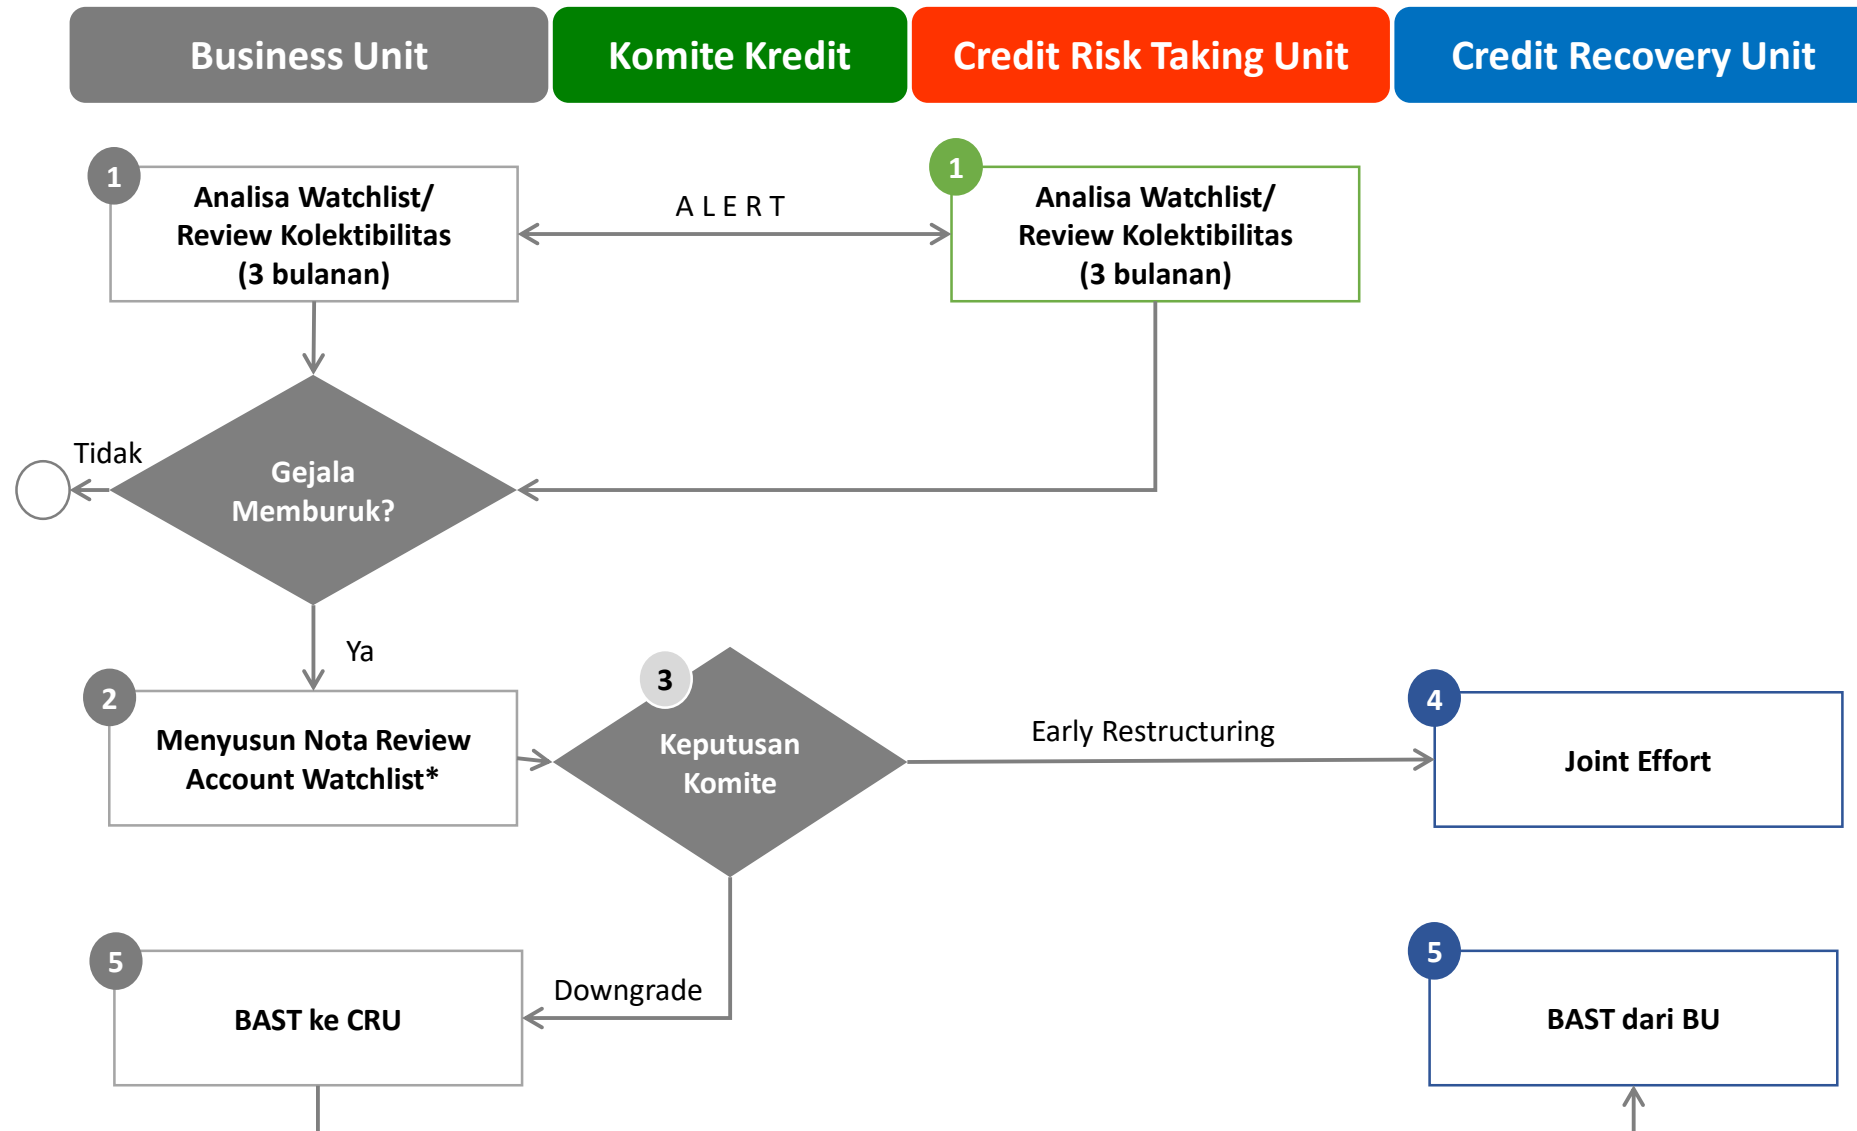 Business Unit
Komite Kredit
Credit Risk Taking Unit
Credit Recovery Unit
1
Analisa Watchlist/
Review Kolektibilitas
(3 bulanan)
A L E R T
1
Analisa Watchlist/
Review Kolektibilitas
(3 bulanan)
Tidak
Gejala
Memburuk?
Ya
2
Menyusun Nota Review
Account Watchlist*
3
Keputusan
Komite
Early Restructuring
4
Joint Effort
Downgrade
5
BAST ke CRU
5
BAST dari BU